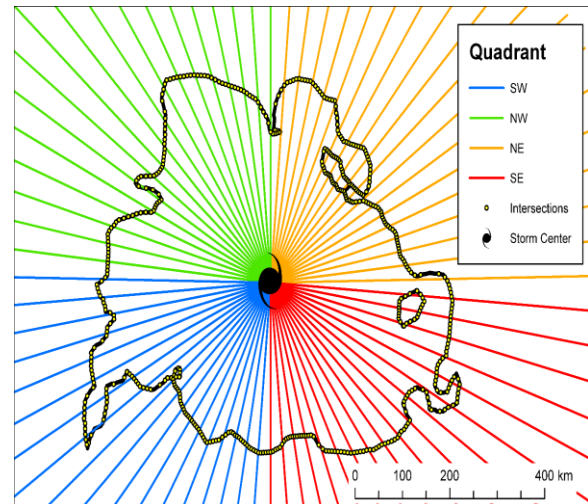 Quadrant
SW
NW
NE
SE
Intersections
Storm Center
0 100 200 400 km